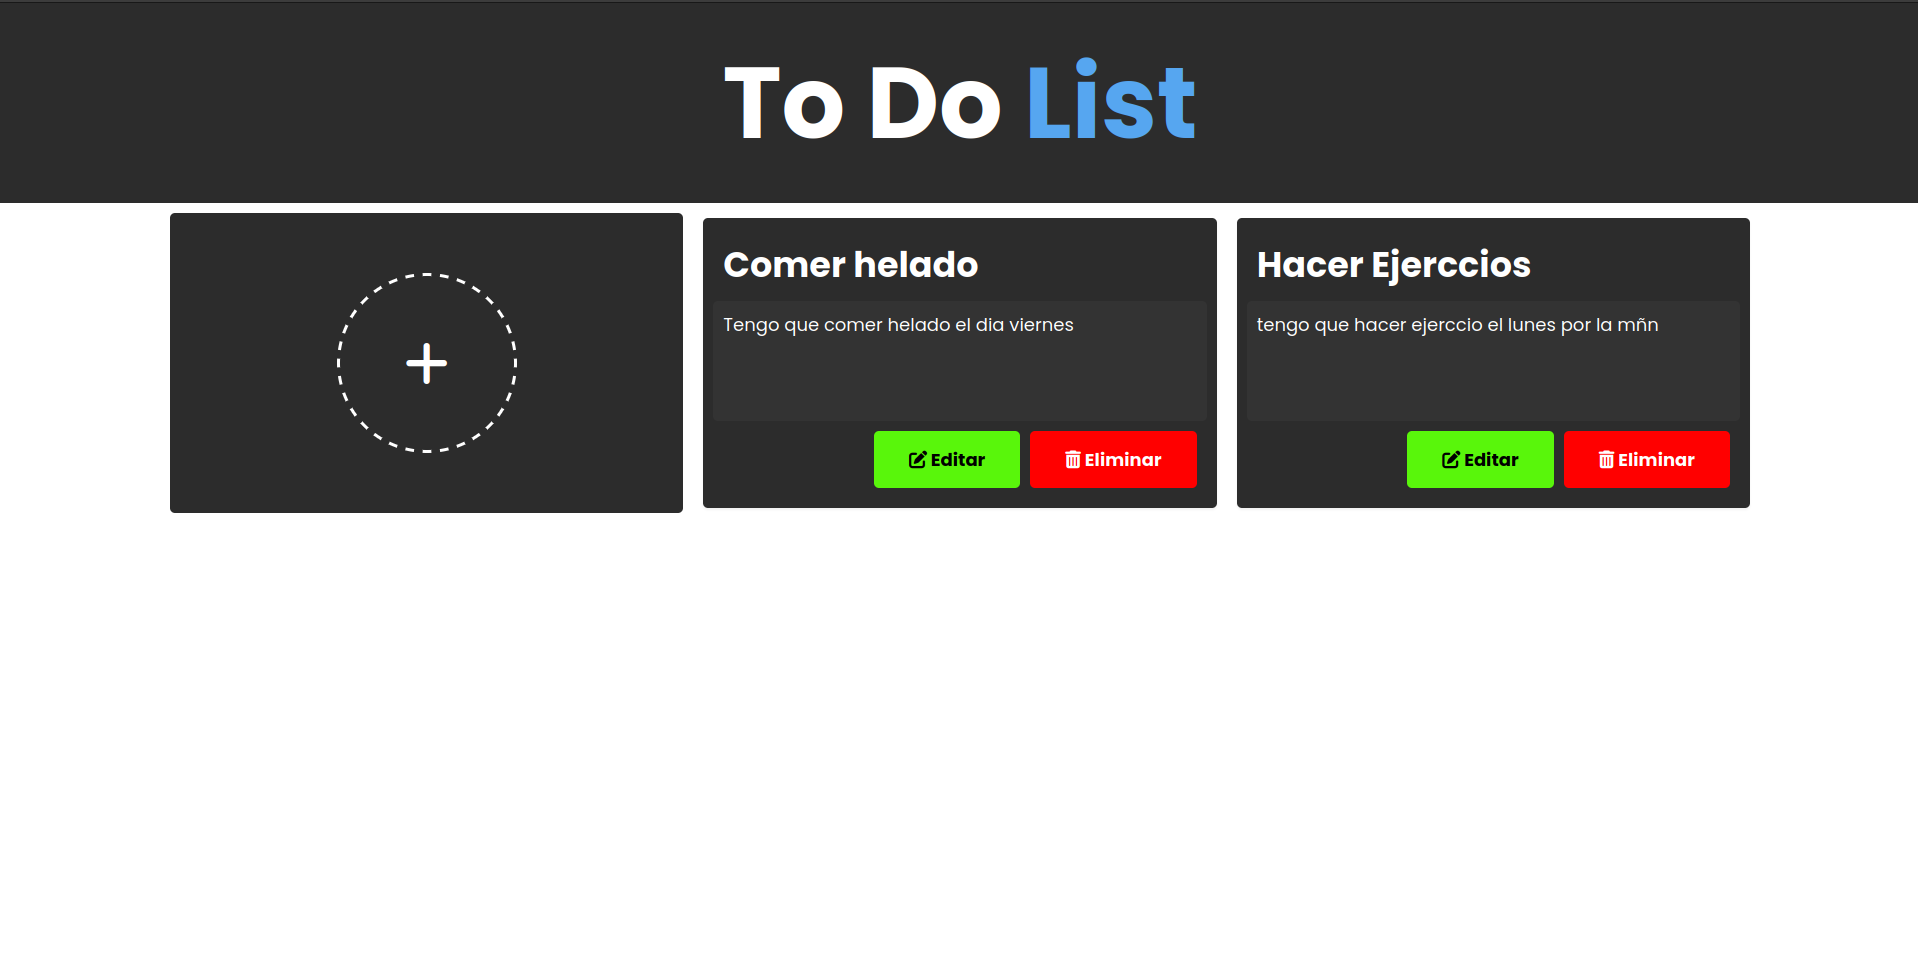 To Do List
Comer helado
Tengo que comer helado el dia viernes
Editar
Eliminar
Hacer Ejerccios
tengo que hacer ejerccio el lunes por la mñn
Editar
Eliminar